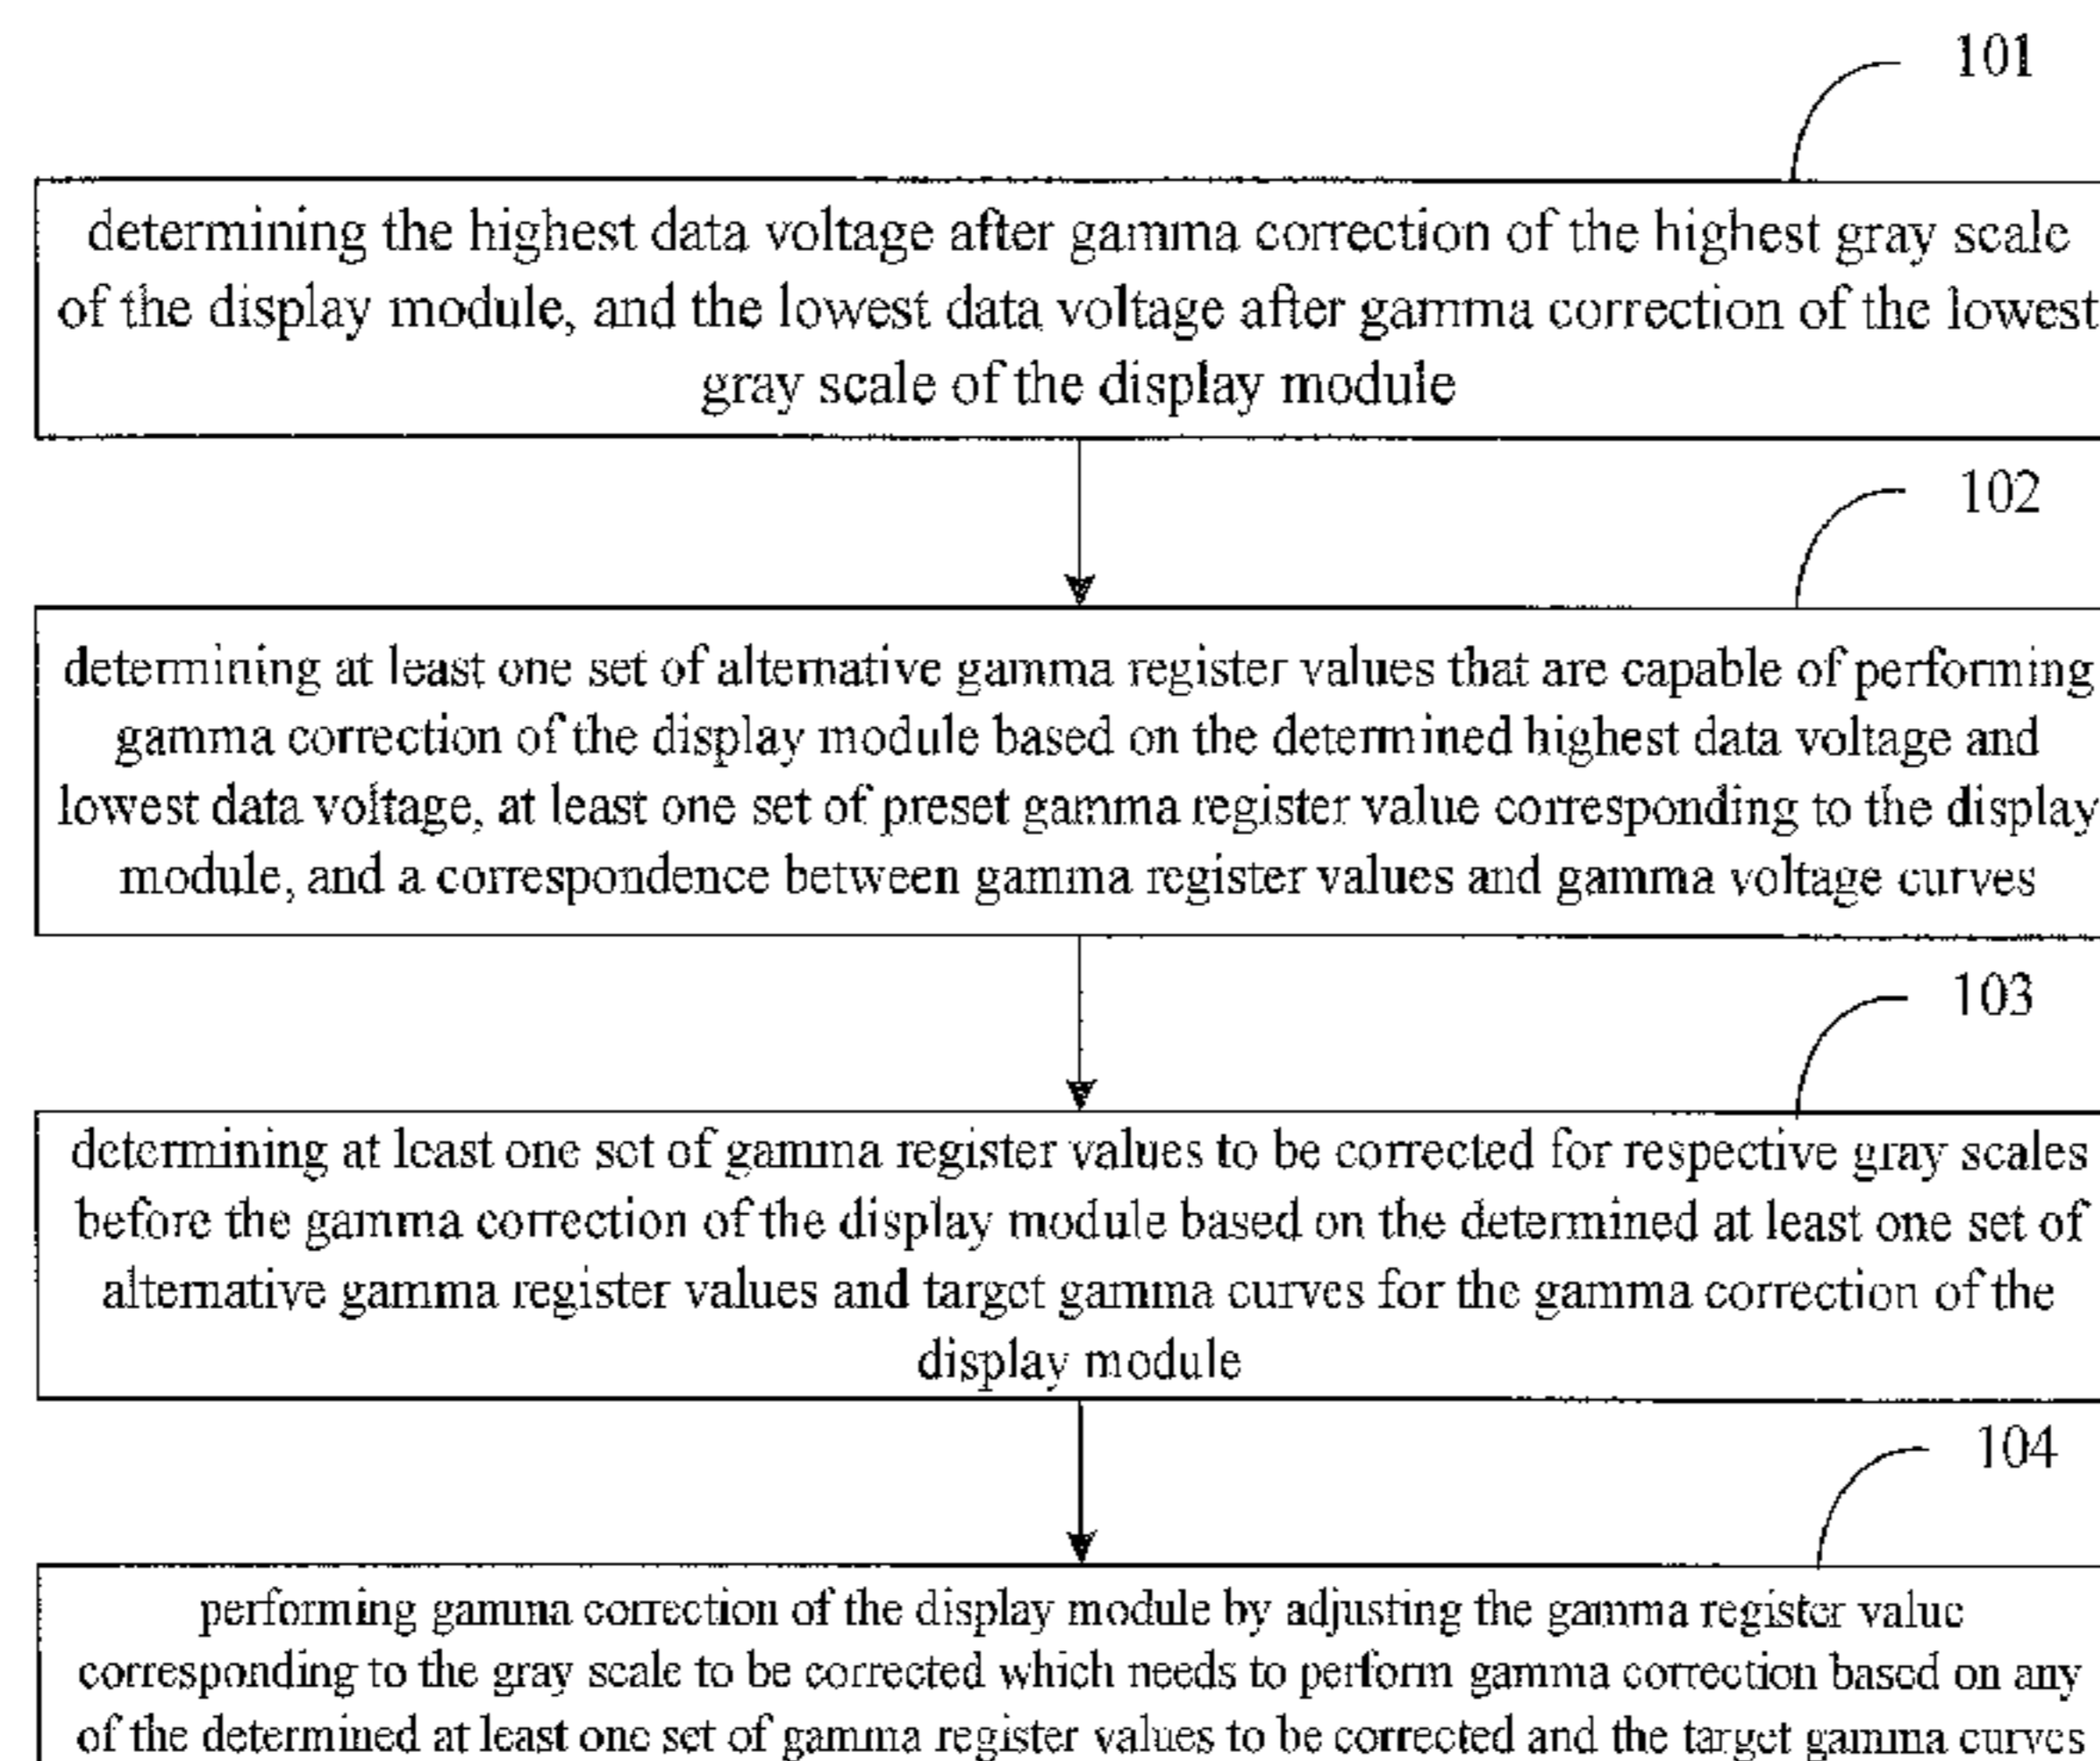 101
determining the highest data voltage after gamma correction of the highest gray scale
of the display module, and the lowest data voltage after gamma correction of the lowest
gray scale of the display module
102
determining at least one set of alternative gamma register values that are capable of performing
gamma correction of the display module based on the determined highest data voltage and
lowest data voltage, at least one set of preset gamma register value corresponding to the display
module, and a correspondence between gamma register values and gamma voltage curves
103
determining at least one set of gamma register values to be corrected for respective gray scales
before the gamma correction of the display module based on the determined at least one set of
alternative gamma register values and target gamma curves for the gamma correction of the
display module
104
performing gamma correction of the display module by adjusting the gamma register value
corresponding to the gray scale to be corrected which needs to perform gamma correction based on any
of the determined at least one set of gamma register values to be corrected and the target gamma curves